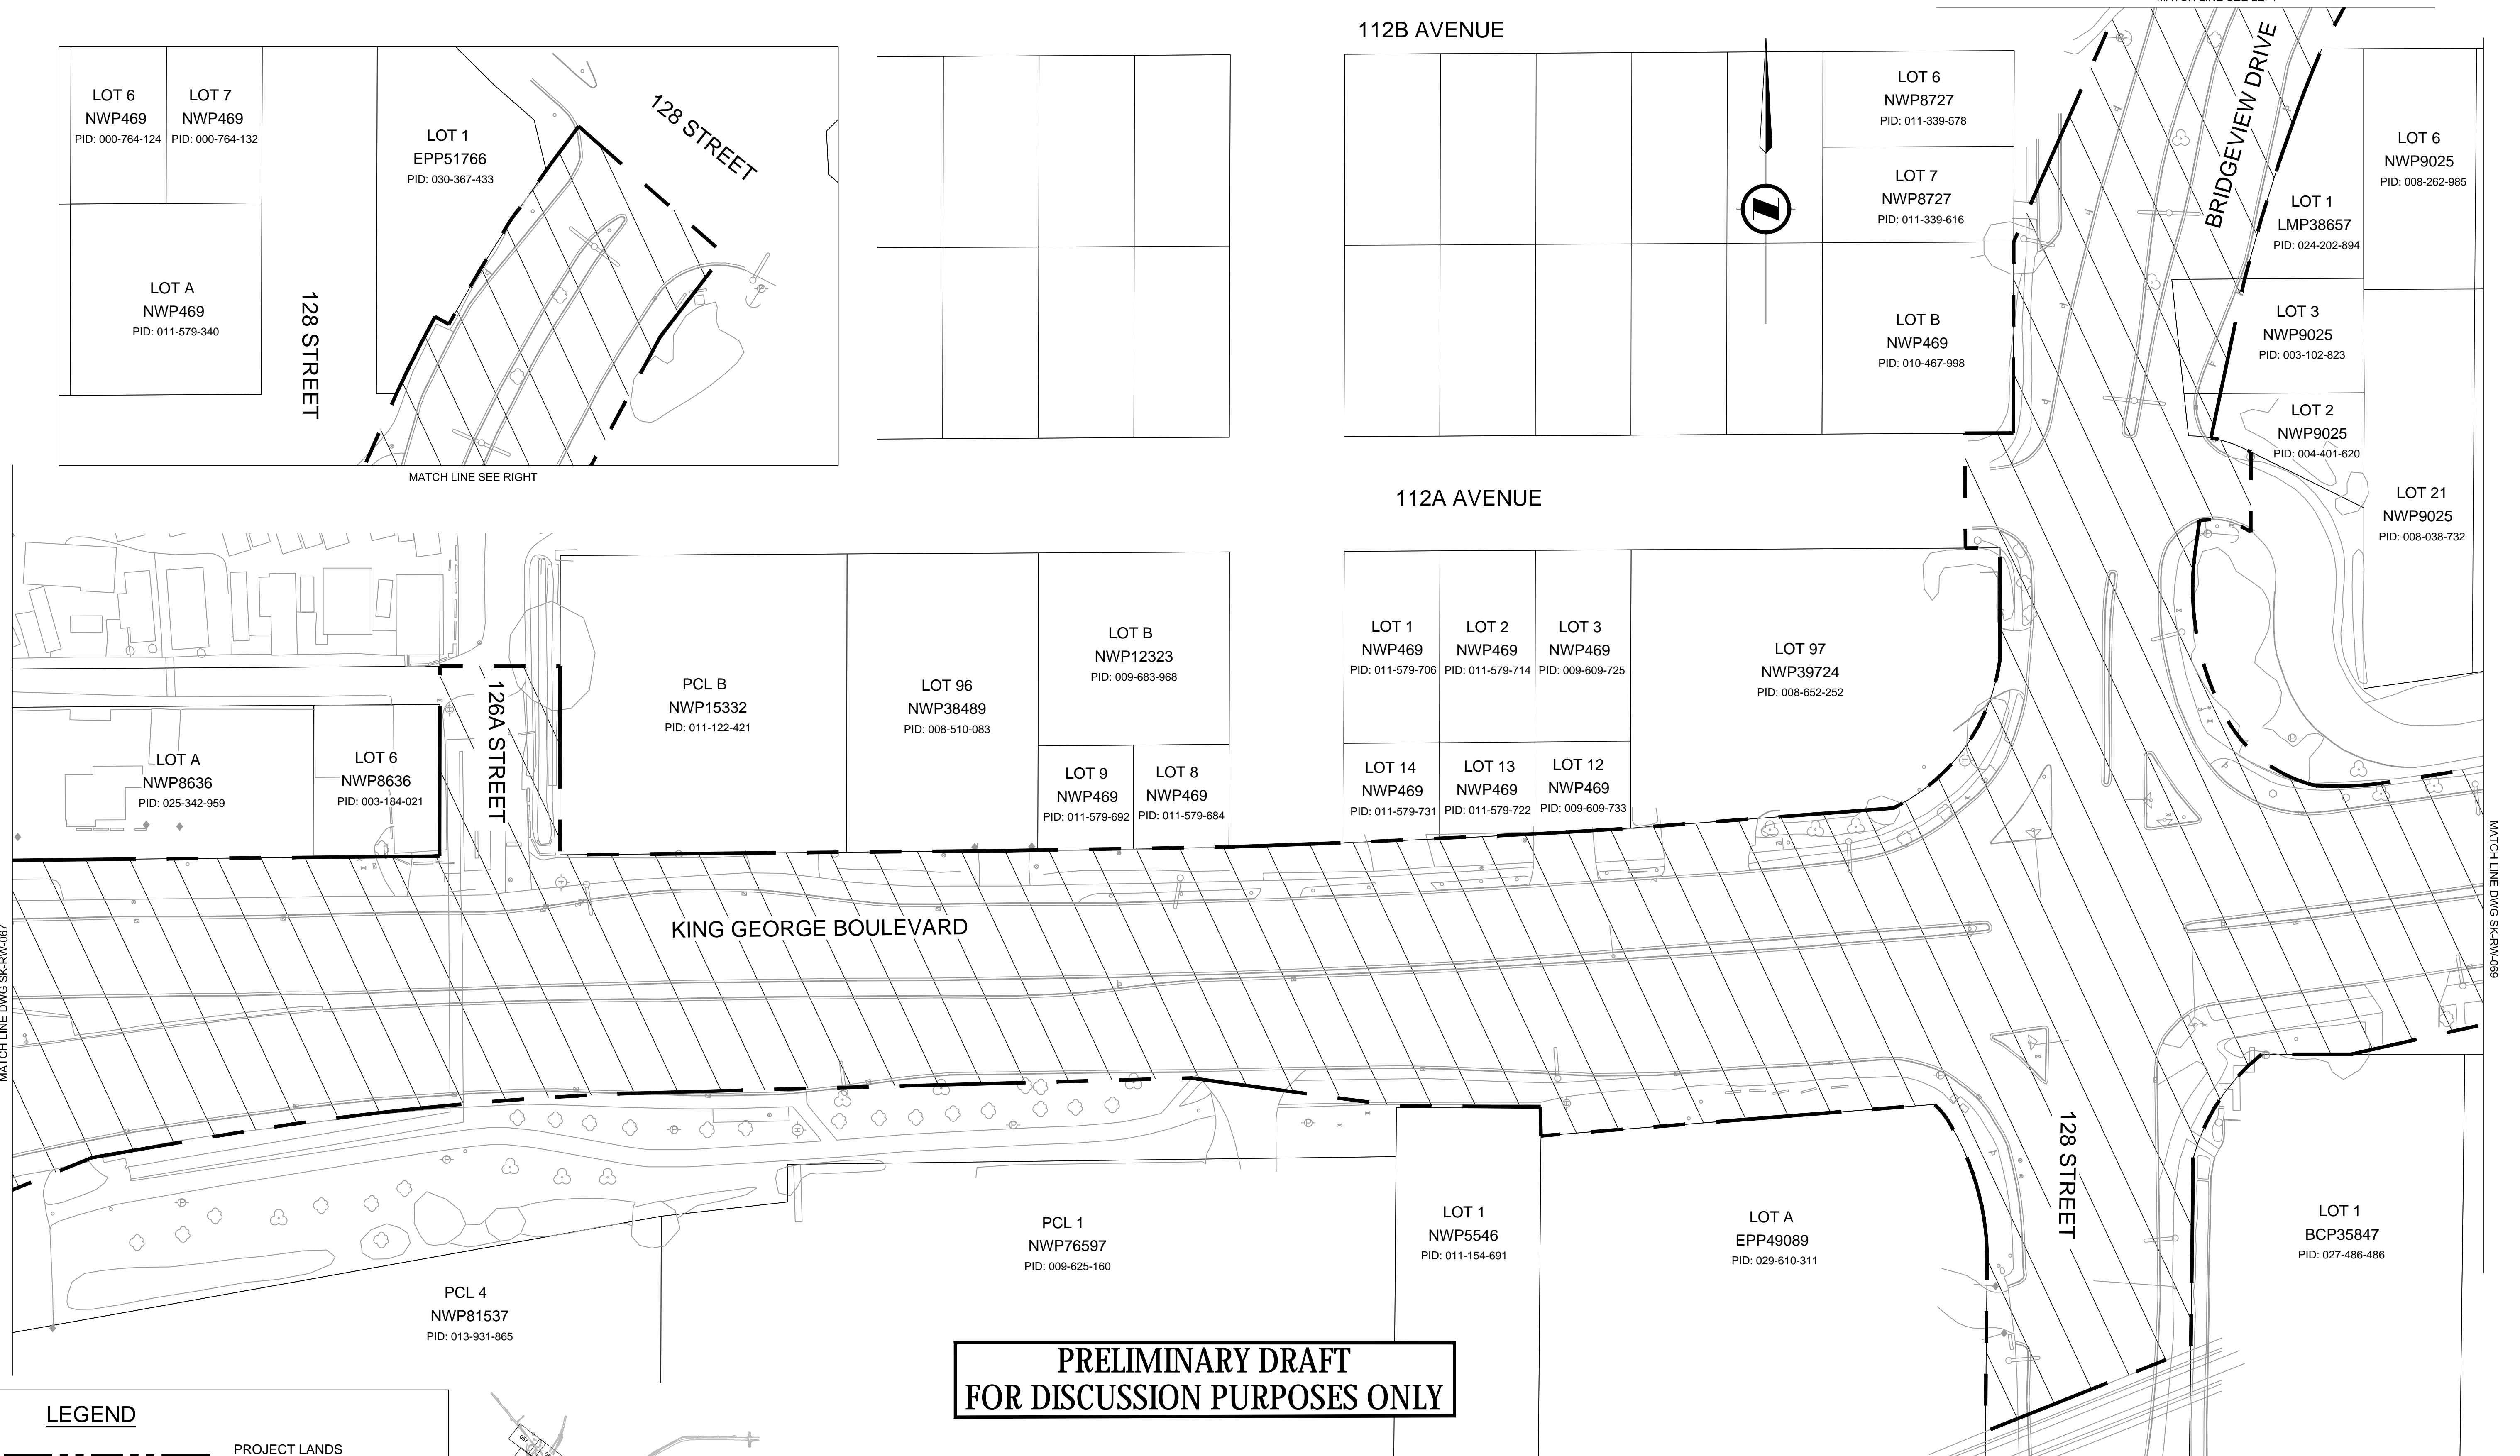 MATCH LINE SEE LEFT
112B AVENUE
LOT 6
NWP469
PID: 000-764-124
LOT 7
NWP469
PID: 000-764-132
LOT 1
EPP51766
PID: 030-367-433
128 STREET
LOT A
NWP469
PID: 011-579-340
128 STREET
MATCH LINE SEE RIGHT
LOT 6
NWP8727
PID: 011-339-578
LOT 7
NWP8727
PID: 011-339-616
LOT B
NWP469
PID: 010-467-998
BRIDGEVIEW DRIVE
LOT 6
NWP9025
PID: 008-262-985
LOT 1
LMP38657
PID: 024-202-894
LOT 3
NWP9025
PID: 003-102-823
LOT 2
NWP9025
PID: 004-401-620
LOT 21
NWP9025
PID: 008-038-732
112A AVENUE
LOT A
NWP8636
PID: 025-342-959
LOT 6
NWP8636
PID: 003-184-021
126A STREET
PCL B
NWP15332
PID: 011-122-421
LOT 96
NWP38489
PID: 008-510-083
LOT B
NWP12323
PID: 009-683-968
LOT 9
NWP469
PID: 011-579-692
LOT 8
NWP469
PID: 011-579-684
LOT 1
NWP469
PID: 011-579-706
LOT 2
NWP469
PID: 011-579-714
LOT 3
NWP469
PID: 009-609-725
LOT 14
NWP469
PID: 011-579-731
LOT 13
NWP469
PID: 011-579-722
LOT 12
NWP469
PID: 009-609-733
LOT 97
NWP39724
PID: 008-652-252
KING GEORGE BOULEVARD
MATCH LINE DWG SK-RW-067
MATCH LINE DWG SK-RW-069
128 STREET
PCL 4
NWP81537
PID: 013-931-865
PCL 1
NWP76597
PID: 009-625-160
LOT 1
NWP5546
PID: 011-154-691
LOT A
EPP49089
PID: 029-610-311
LOT 1
BCP35847
PID: 027-486-486
PRELIMINARY DRAFT
FOR DISCUSSION PURPOSES ONLY
LEGEND
PROJECT LANDS